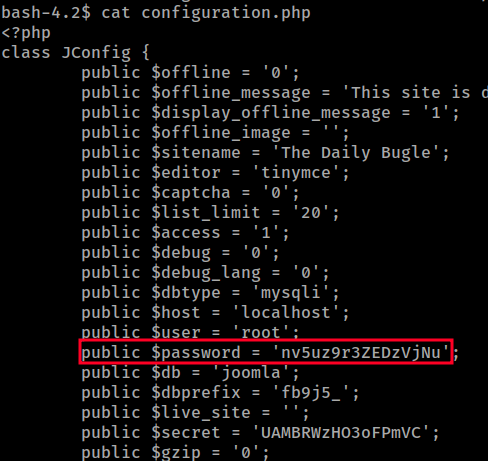 bash-4.2$ cat configuration.php
<?php
class JConfig {
public $offline = '0';
public $offline_message = 'This site is d
public $display_offline_message = '1';
public $offline_image = '';
public $sitename = 'The Daily Bugle';
public $editor = 'tinymce';
public $captcha = '0';
public $list_limit = '20';
public $access = '1';
public $debug = '0';
public $debug_lang = '0';
public $dbtype = 'mysqli';
public $host = 'localhost';
public $user = 'root';
public $password = 'nv5uz9r3ZEDzVjNu';
public $db = 'joomla';
public $dbprefix = 'fb9j5_';
public $live_site = '';
public $secret = 'UAMBRWzHO3oFPmVC';
public $gzip = '0';